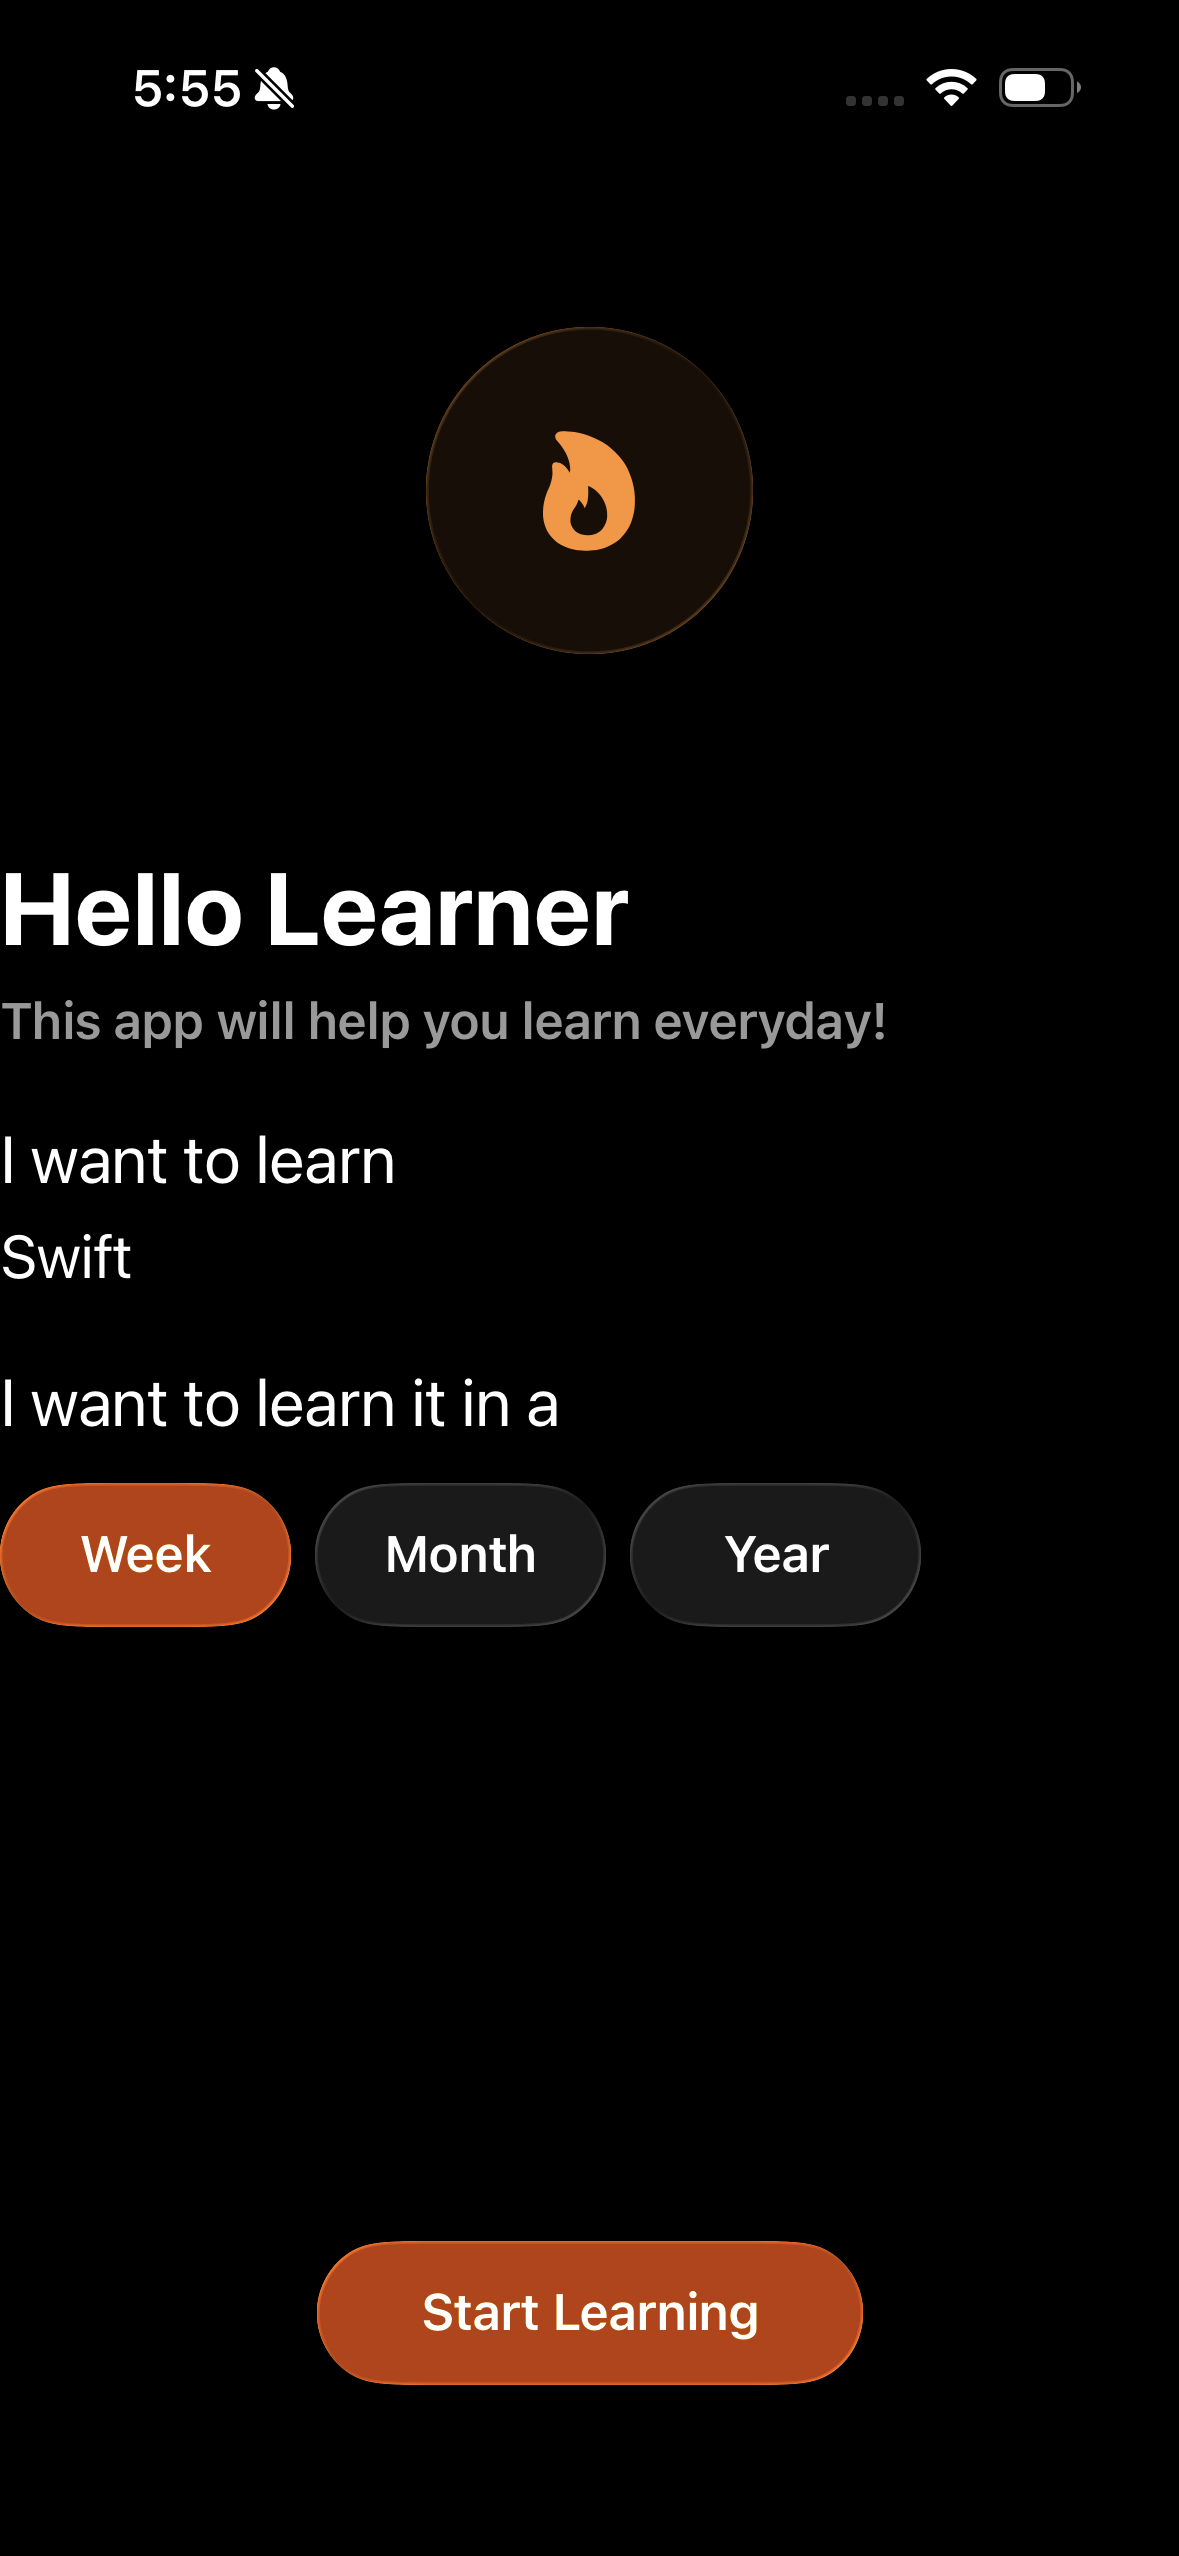 5:55
Hello Learner
This app will help you learn everyday!
I want to learn
Swift
I want to learn it in a
Week Month Year
Start Learning